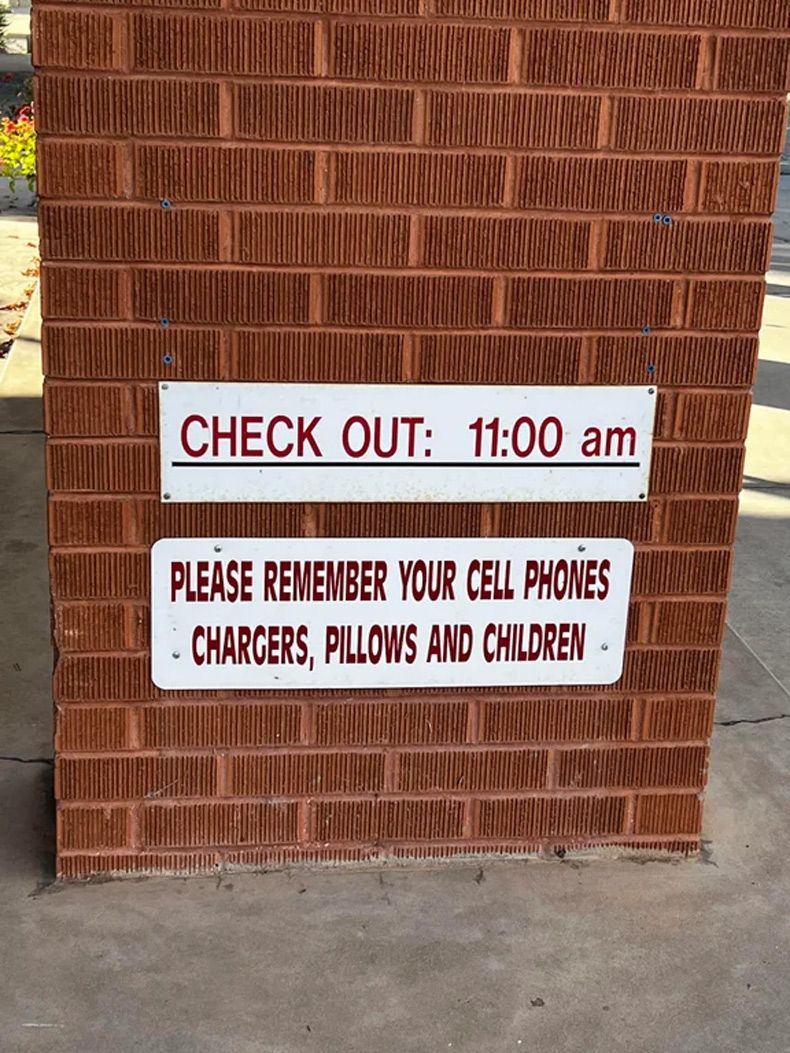 CHECK OUT: 11:00 am
PLEASE REMEMBER YOUR CELL PHONES
CHARGERS, PILLOWS AND CHILDREN